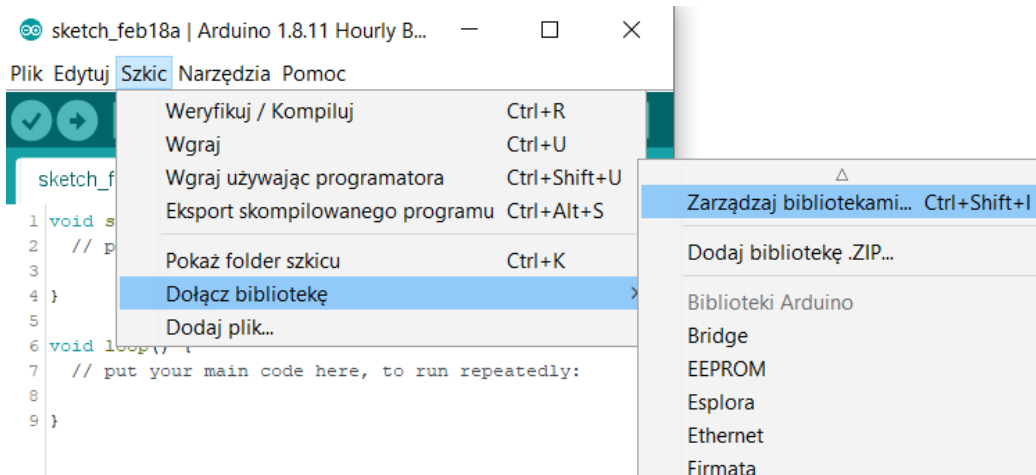 sketch_feb18a | Arduino 1.8.11 Hourly B...
Plik Edytuj Szkic Narzędzia Pomoc
Weryfikuj / Kompiluj Ctrl+R
Wgraj Ctrl+U
Wgraj używając programatora Ctrl+Shift+U
Eksport skompilowanego programu Ctrl+Alt+S
Pokaż folder szkicu Ctrl+K
Dołącz bibliotekę
Dodaj plik...
Zarządzaj bibliotekami... Ctrl+Shift+I
Dodaj bibliotekę .ZIP...
Biblioteki Arduino
Bridge
EEPROM
Esplora
Ethernet
Firmata
sketch_f
1 void s
2 // p
3
4 }
5
6 void loop() {
7 // put your main code here, to run repeatedly:
8
9 }